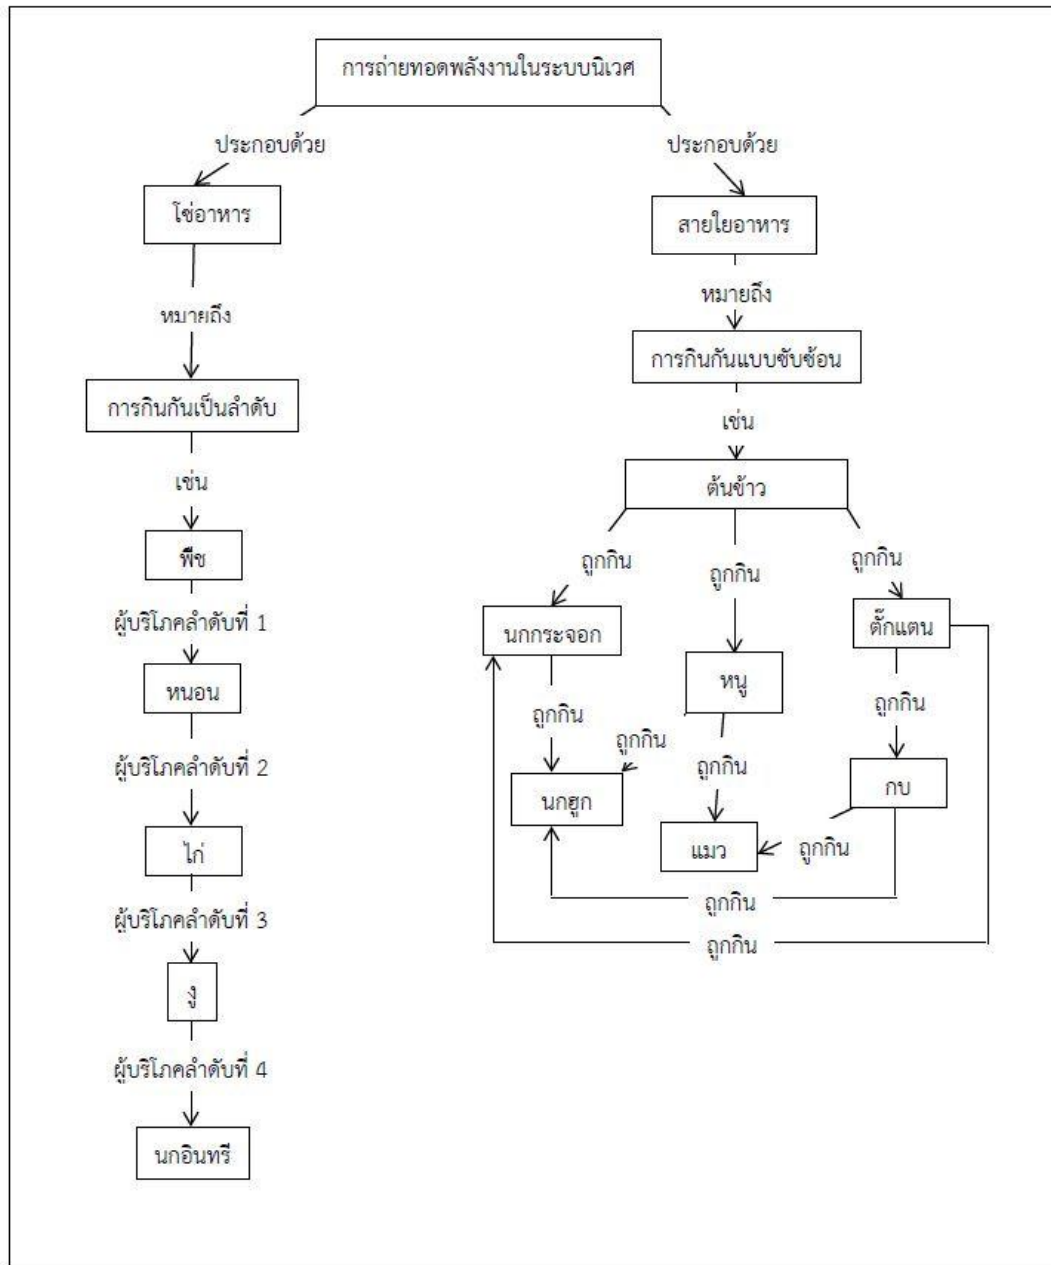 การถ่ายทอดพลังงานในระบบนิเวศ
ประกอบด้วย
ประกอบด้วย
โซ่อาหาร
สายใยอาหาร
หมายถึง
หมายถึง
การกินกันเป็นลำดับ
การกินกันแบบซับซ้อน
เช่น
เช่น
พืช
ต้นข้าว
ผู้บริโภคลำดับที่ 1
ถูกกิน
ถูกกิน
ถูกกิน
หนอน
นกกระจอก
หนู
ตั๊กแตน
ผู้บริโภคลำดับที่ 2
ถูกกิน
ถูกกิน
ถูกกิน
ถูกกิน
ไก่
นกฮูก
แมว
ถูกกิน
กบ
ผู้บริโภคลำดับที่ 3
ถูกกิน
ถูกกิน
งู
ผู้บริโภคลำดับที่ 4
นกอินทรี